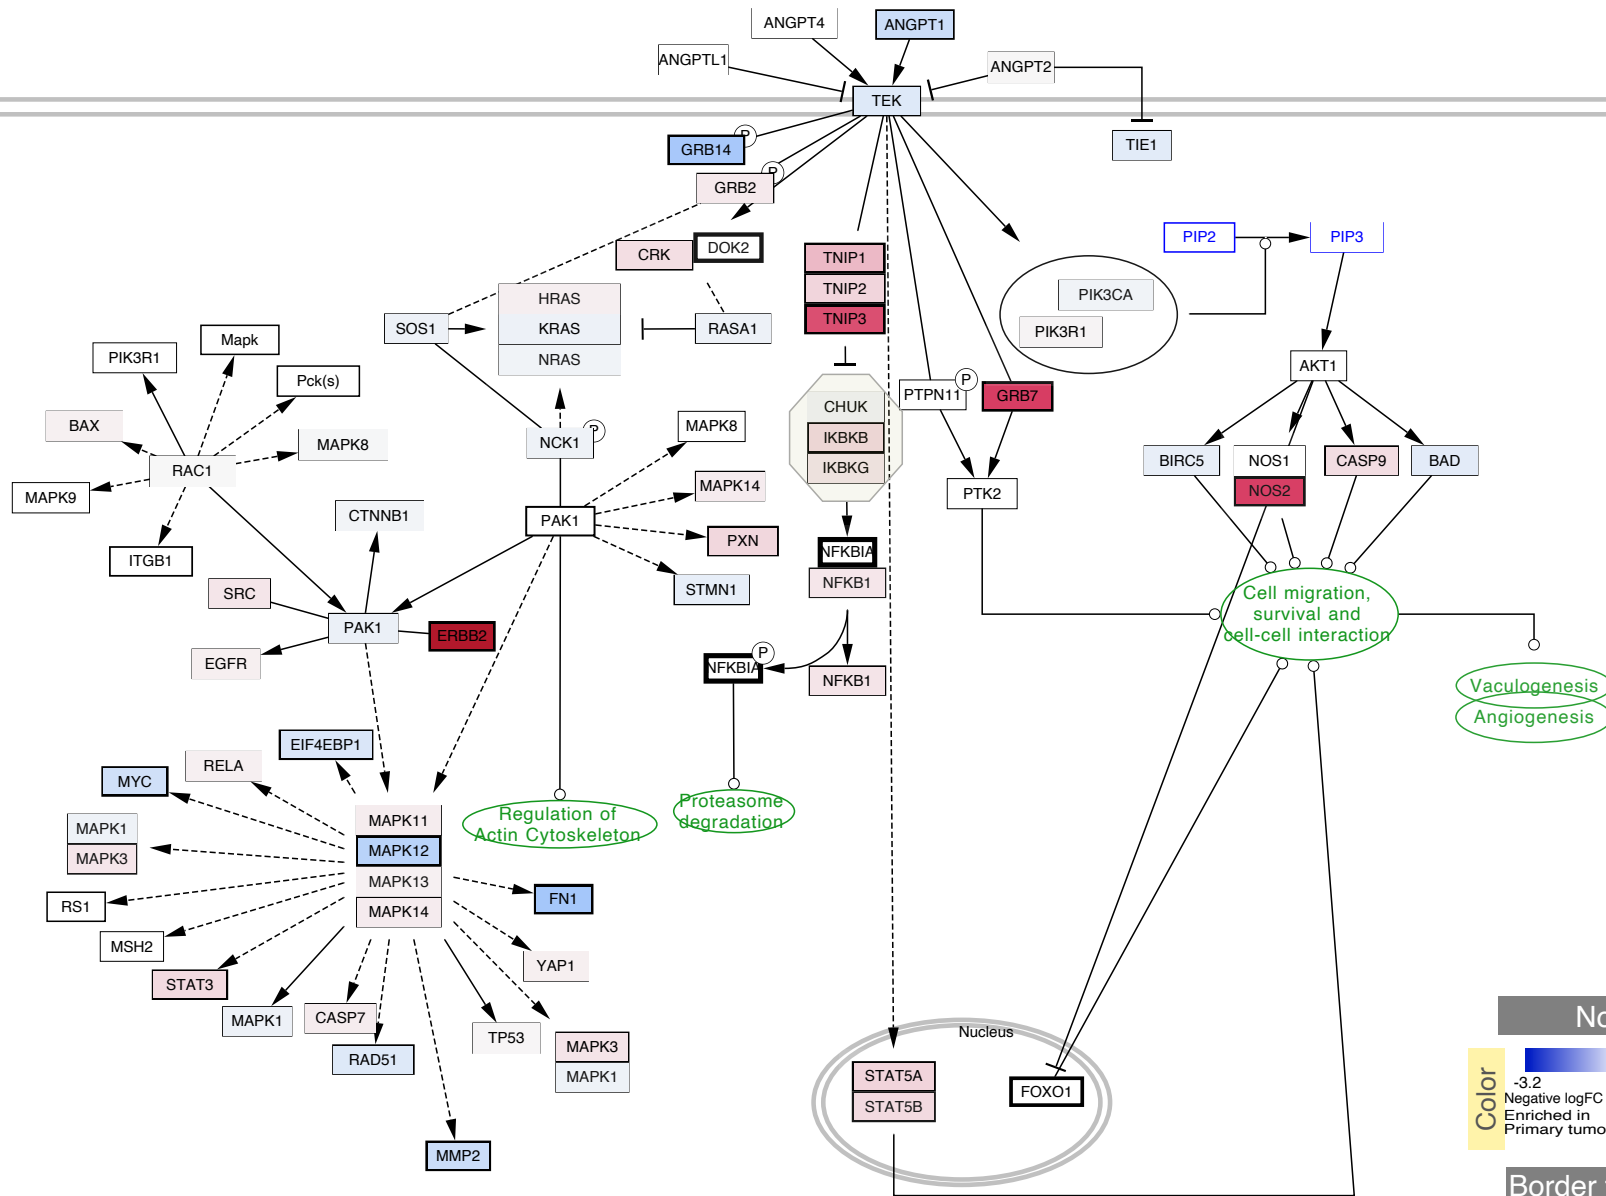 ANGPT4
ANGPT1
ANGPTL1
ANGPT2
TEK
TIE1
P
GRB14
P
GRB2
CRK
DOK2
TNIP1
TNIP2
TNIP3
PIP2
PIP3
PIK3CA
PIK3R1
HRAS
KRAS
NRAS
SOS1
RASA1
AKT1
PIK3R1
Mapk
Pck(s)
BAX
MAPK8
RAC1
MAPK9
ITGB1
CTNNB1
NCK1
P
MAPK8
MAPK14
PAK1
PXN
STMN1
CHUK
IKBKB
IKBKG
PTPN11
P
GRB7
PTK2
BIRC5
NOS1
NOS2
CASP9
BAD
NFKBIA
NFKB1
SRC
PAK1
ERBB2
EGFR
NFKBIA
P
NFKB1
Cell migration,
survival and
cell-cell interaction
Vaculogenesis
Angiogenesis
EIF4EBP1
RELA
MYC
MAPK1
MAPK3
MAPK11
MAPK12
MAPK13
MAPK14
Regulation of
Actin Cytoskeleton
Proteasome
degradation
RS1
FN1
MSH2
STAT3
YAP1
MAPK1
CASP7
RAD51
TP53
MAPK3
MAPK1
MMP2
Nucleus
STAT5A
STAT5B
FOXO1
No
Color
-3.2
Negative logFC
Enriched in
Primary tumo
Border